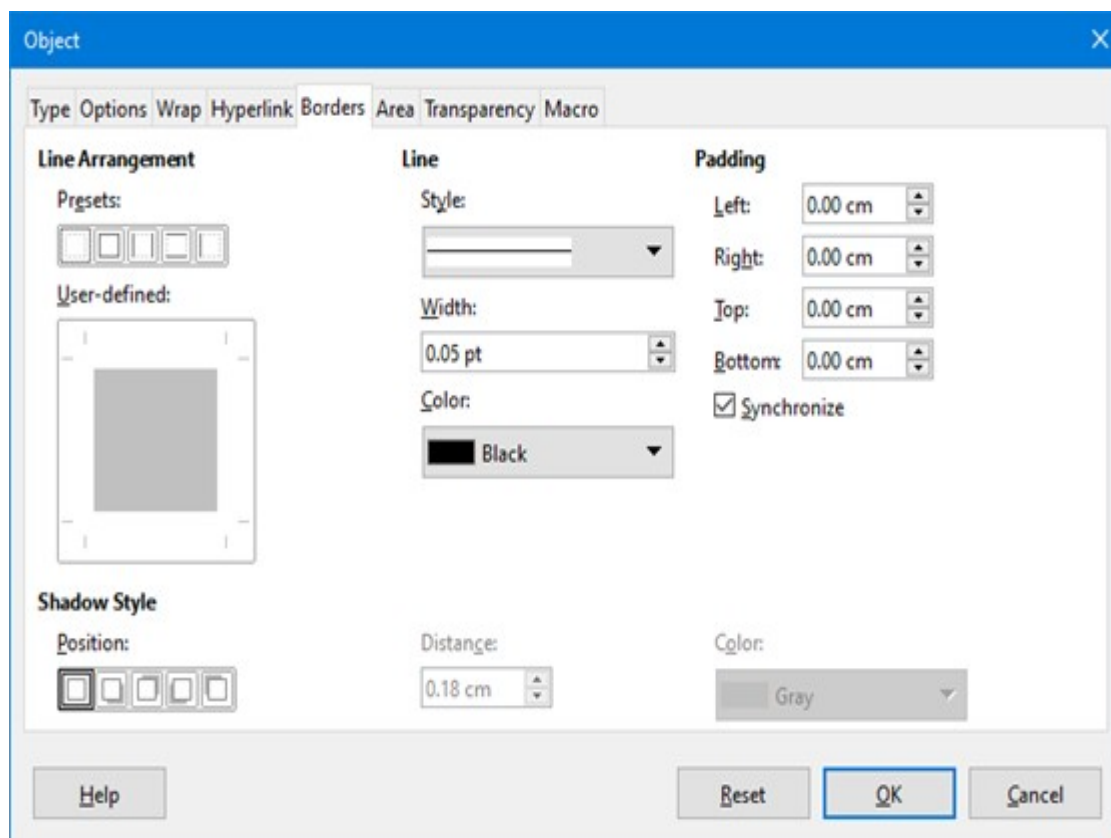 Object
Type Options Wrap Hyperlink Borders Area Transparency Macro
Line Arrangement
Presets:
User-defined:
Line
Style:
Width:
0.05 pt
Color:
Black
Padding
Left: 0.00 cm
Right: 0.00 cm
Top: 0.00 cm
Bottom: 0.00 cm
Synchronize
Shadow Style
Position:
Distance:
0.18 cm
Color:
Gray
Help Reset OK Cancel